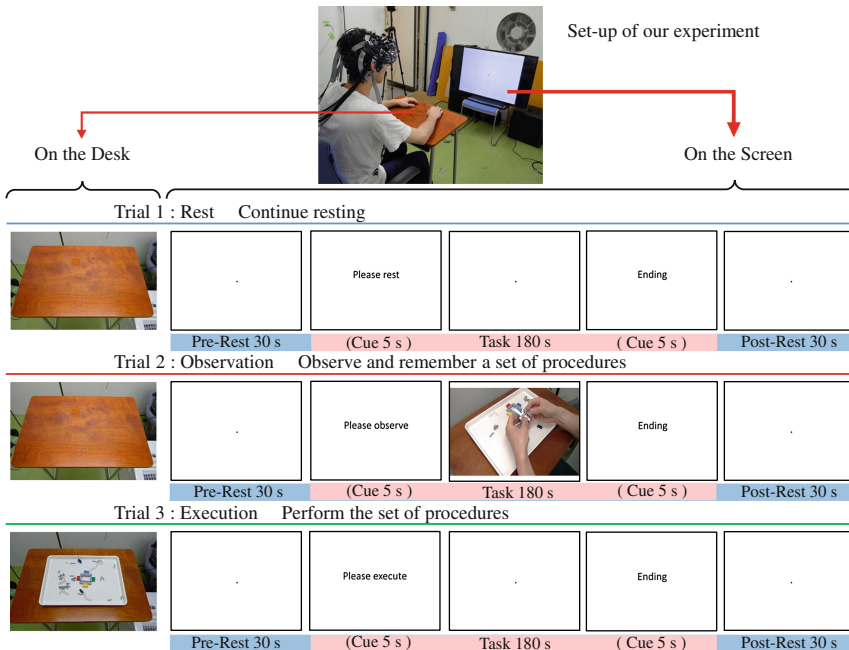 Set-up of our experiment
On the Desk
On the Screen
Trial 1 : Rest Continue resting
Please rest
Ending
Pre-Rest 30 s (Cue 5 s ) Task 180 s ( Cue 5 s ) Post-Rest 30 s
Trial 2 : Observation Observe and remember a set of procedures
Please observe
Ending
Pre-Rest 30 s (Cue 5 s ) Task 180 s ( Cue 5 s ) Post-Rest 30 s
Trial 3 : Execution Perform the set of procedures
Please execute
Ending
Pre-Rest 30 s (Cue 5 s ) Task 180 s ( Cue 5 s ) Post-Rest 30 s